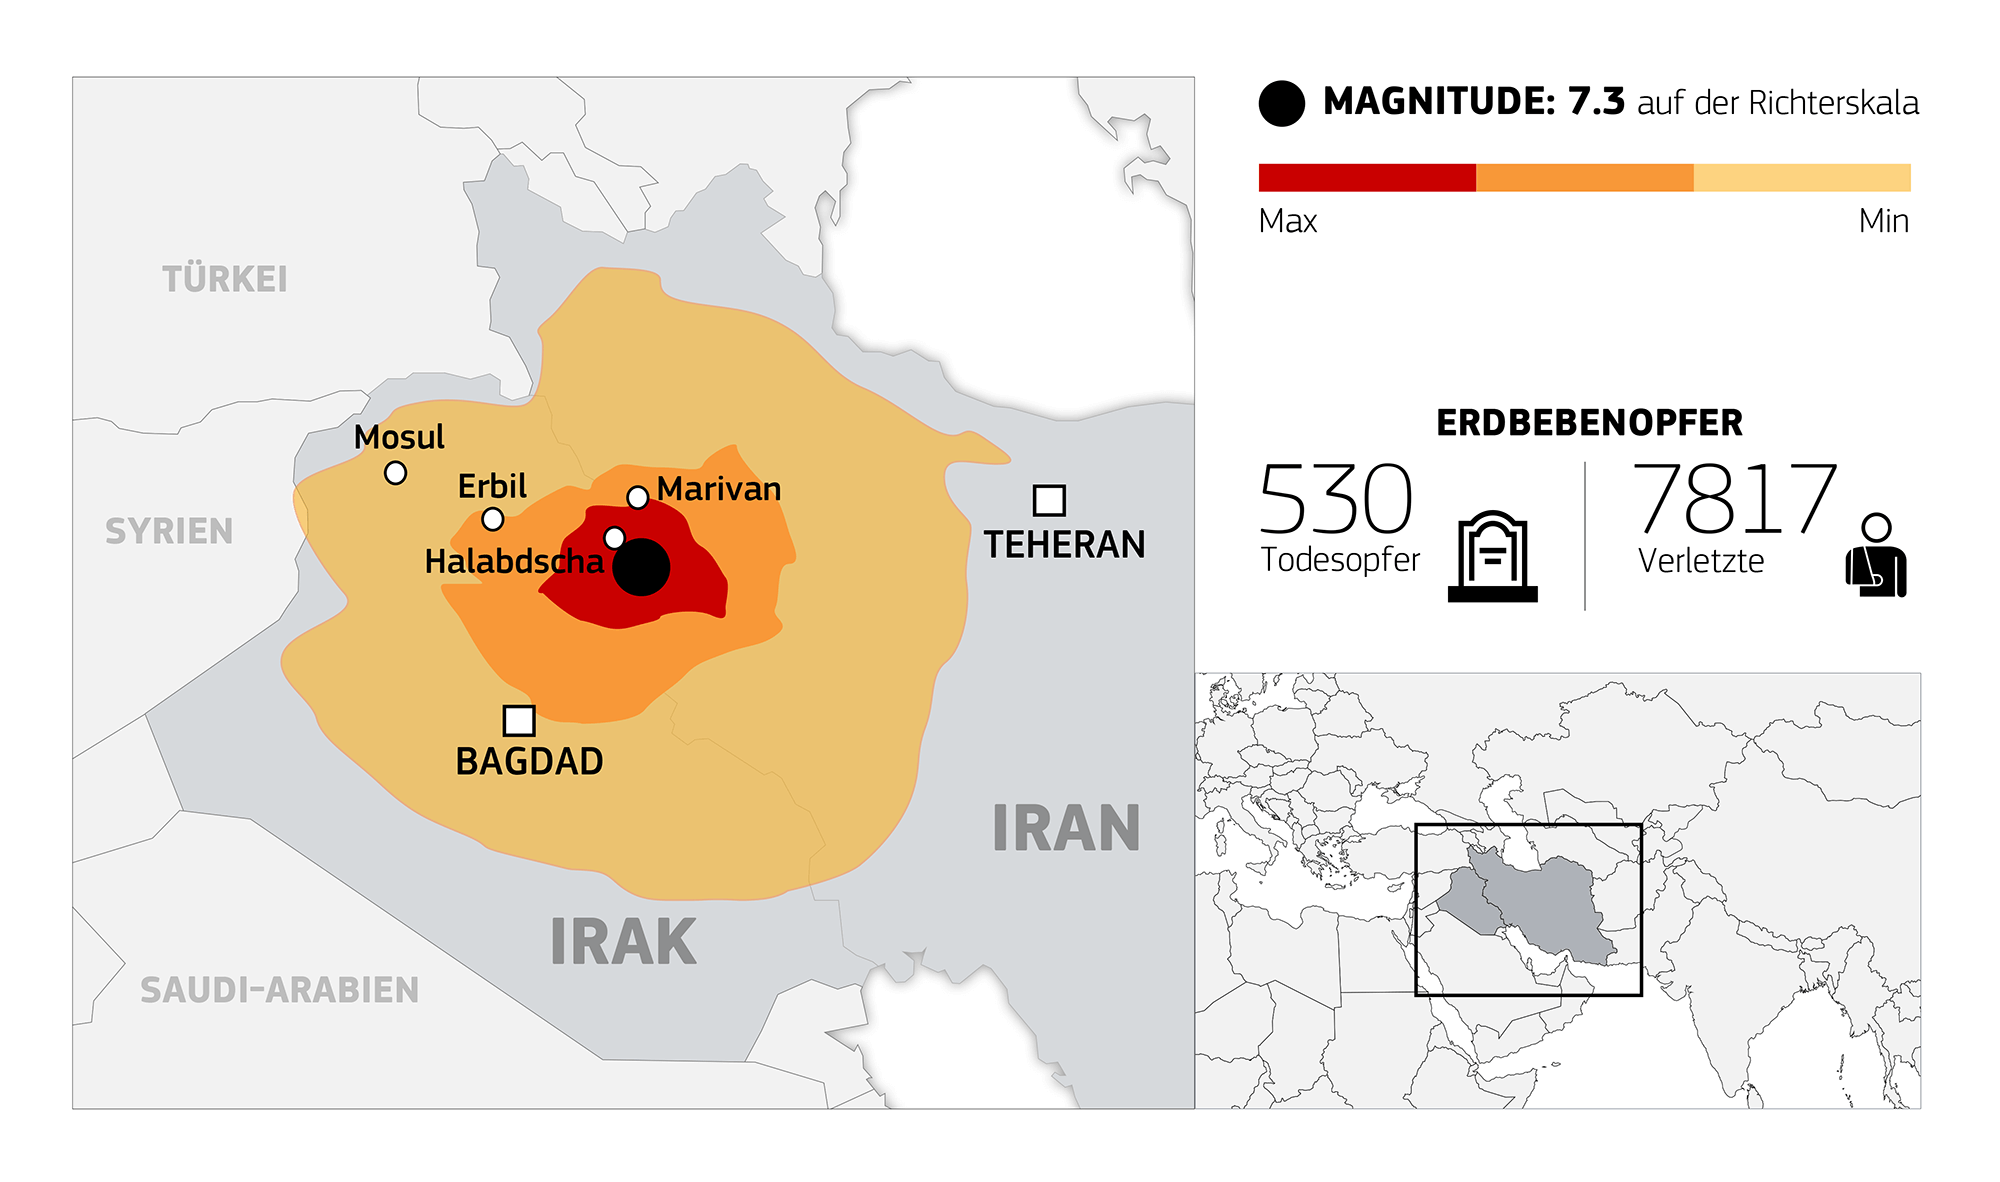 TÜRKEI
SYRIEN
SAUDI-ARABIEN
Mosul
Erbil
Marivan
Halabdscha
BAGDAD
TEHERAN
IRAN
IRAK
MAGNITUDE: 7.3 auf der Richterskala
Max
Min
ERDBEBENOPFER
530
Todesopfer
7817
Verletzte